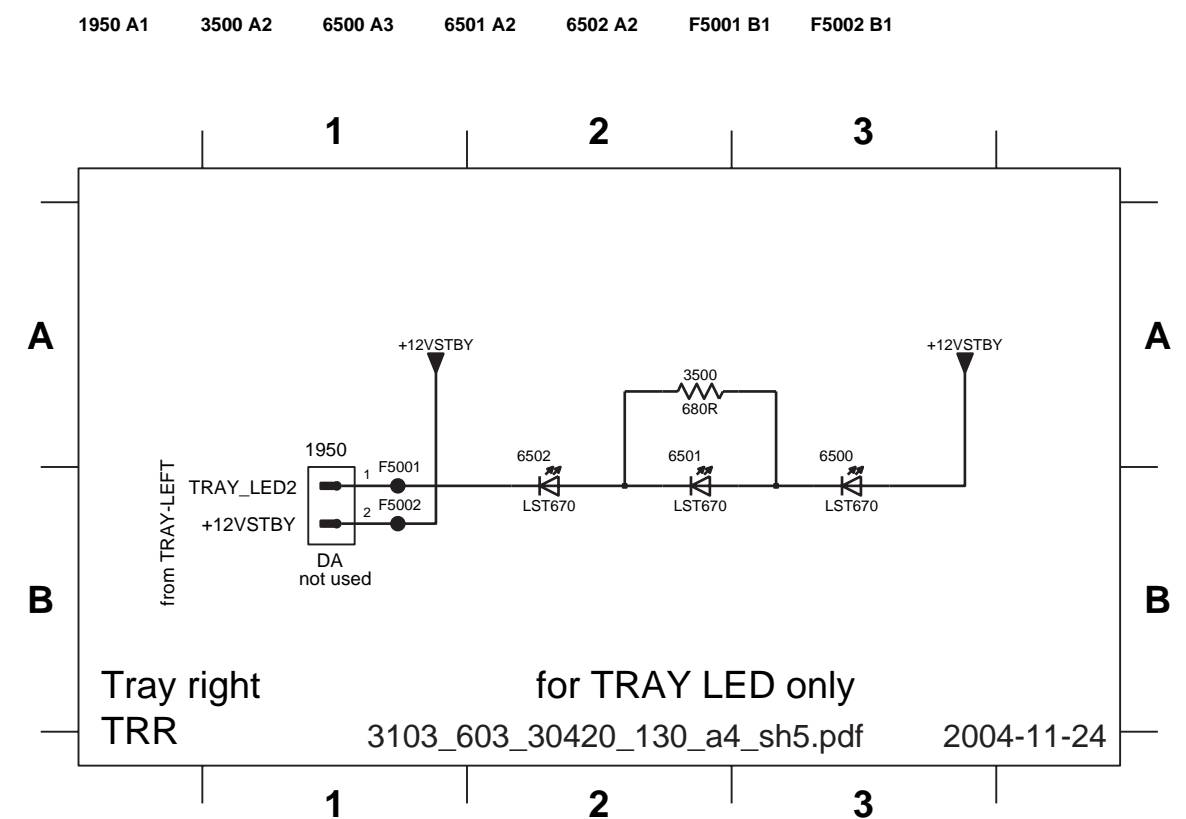 1950 A1 3500 A2 6500 A3 6501 A2 6502 A2 F5001 B1 F5002 B1
1 2 3
A A
+12VSTBY +12VSTBY
3500
680R
1950
6502 6501 6500
1 F5001
TRAY_LED2
LST670 LST670 LST670
2 F5002
+12VSTBY
from TRAY-LEFT
DA
not used
B B
Tray right for TRAY LED only
TRR 3103_603_30420_130_a4_sh5.pdf 2004-11-24
1 2 3